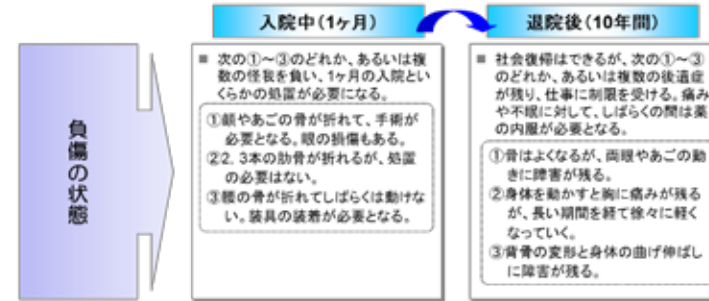 入院中(1ヶ月)
退院後(10年間)
負傷の状態
■ 次の①～③のどれか、あるいは複
数の怪我を負い、1ヶ月の入院とい
くらかの処置が必要になる。
①顔やあごの骨が折れて、手術が
必要となる。眼の損傷もある。
②2, 3本の肋骨が折れるが、処置
の必要はない。
③腰の骨が折れてしばらくは動けな
い。装具の装着が必要となる。
■ 社会復帰はできるが、次の①～③
のどれか、あるいは複数の後遺症
が残り、仕事に制限を受ける。痛み
や不眠に対して、しばらくの間は薬
の内服が必要となる。
①骨はよくなるが、両眼やあごの動
きに障害が残る。
②身体を動かすと胸に痛みが残る
が、長い期間を経て徐々に軽く
なっていく。
③背骨の変形と身体の曲げ伸ばし
に障害が残る。